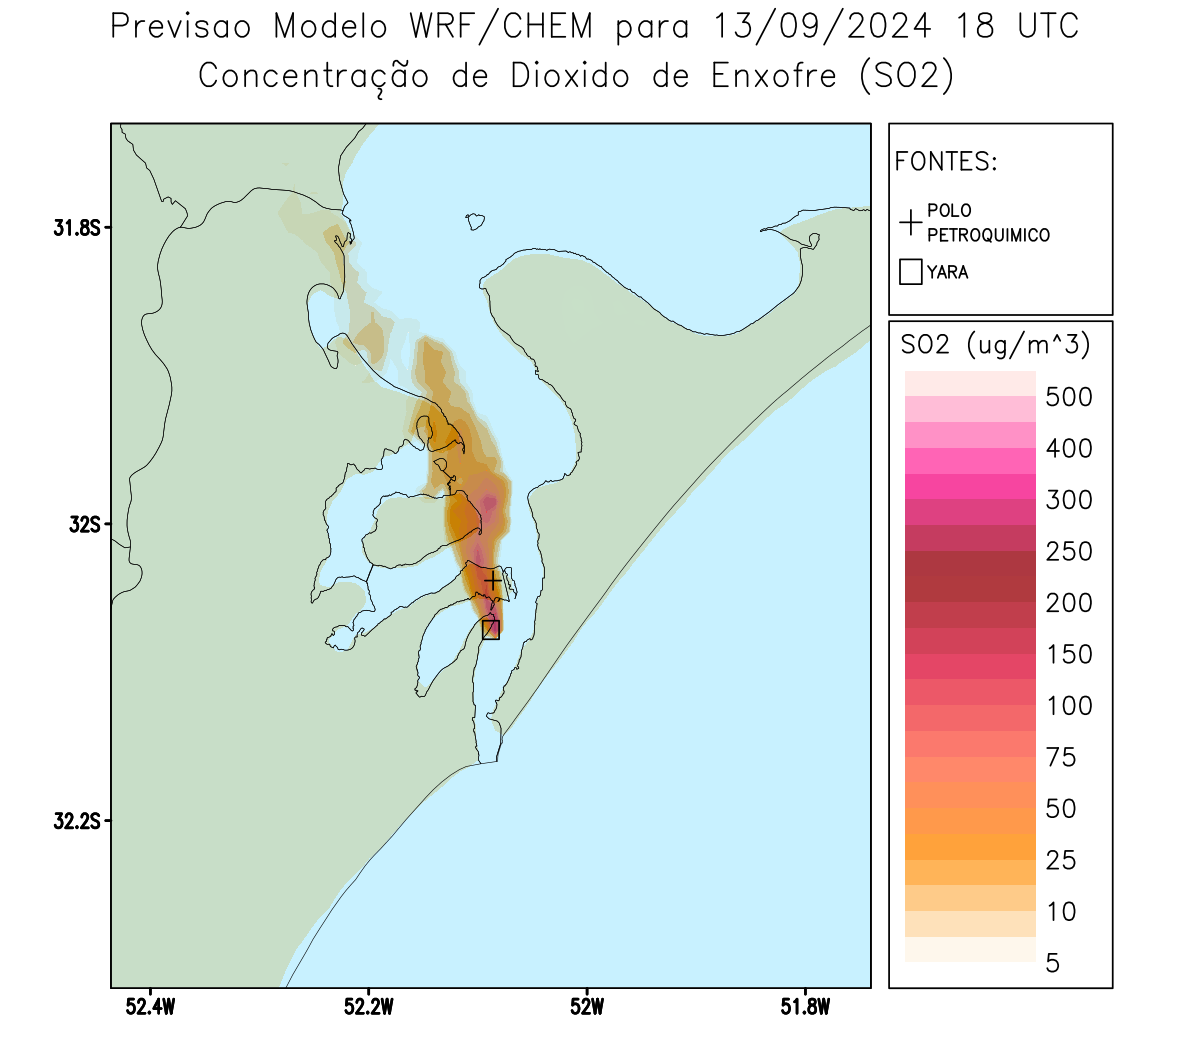 Previsao Modelo WRF/CHEM para 13/09/2024 18 UTC
Concentração de Dioxido de Enxofre (SO2)
FONTES:
POLO
PETROQUIMICO
YARA
SO2 (ug/m^3)
500
400
300
250
200
150
100
75
50
25
10
5
31.8S
32S
32.2S
52.4W
52.2W
52W
51.8W